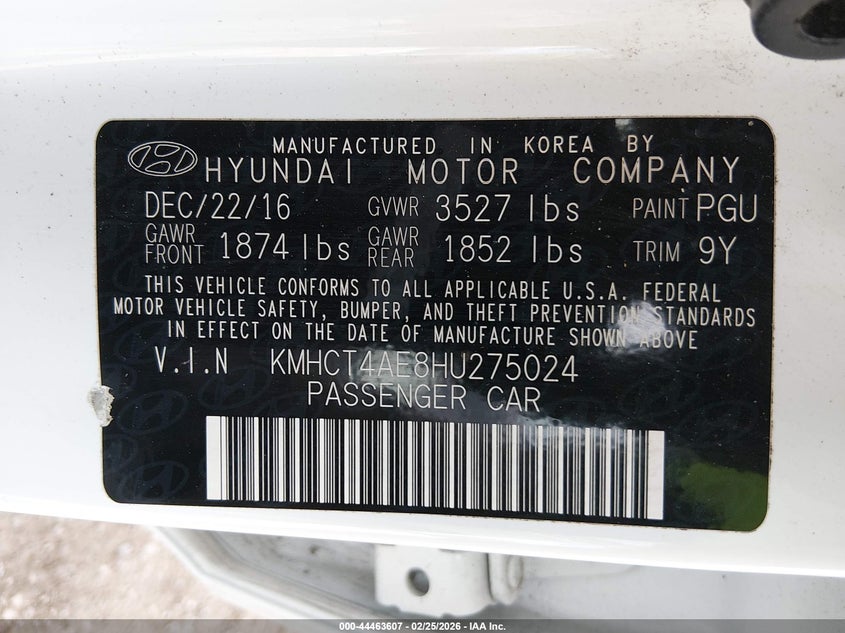 MANUFACTURED IN KOREA BY
HYUNDAI MOTOR COMPANY
DEC/22/16 GVWR 3527 lbs PAINT PGU
GAWR FRONT 1874 lbs GAWR REAR 1852 lbs TRIM 9Y
THIS VEHICLE CONFORMS TO ALL APPLICABLE U.S.A. FEDERAL
MOTOR VEHICLE SAFETY, BUMPER, AND THEFT PREVENTION STANDARDS
IN EFFECT ON THE DATE OF MANUFACTURE SHOWN ABOVE
V.I.N KMHCT4AE8HU275024
PASSENGER CAR
000-44463607 - 02/25/2026 - IAA Inc.